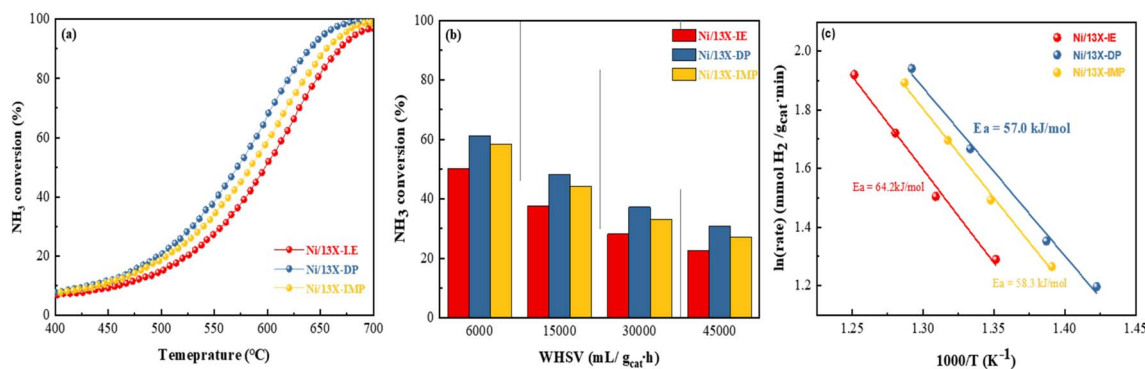 (a)
NH₃ conversion (%)
100
80
60
40
20
0
Ni/13X-I.E
Ni/13X-DP
Ni/13X-IMP
400 450 500 550 600 650 700
Temeprature (°C)
(b)
NH₃ conversion (%)
100
80
60
40
20
0
Ni/13X-IE
Ni/13X-DP
Ni/13X-IMP
6000 15000 30000 45000
WHSV (mL/ g_cat·h)
(c)
ln(rate) (mmol H₂ /g_cat·min)
2.0
1.8
1.6
1.4
1.2
Ni/13X-IE
Ni/13X-DP
Ni/13X-IMP
Ea = 57.0 kJ/mol
Ea = 64.2kJ/mol
Ea = 58.3 kJ/mol
1.25 1.30 1.35 1.40 1.45
1000/T (K⁻¹)